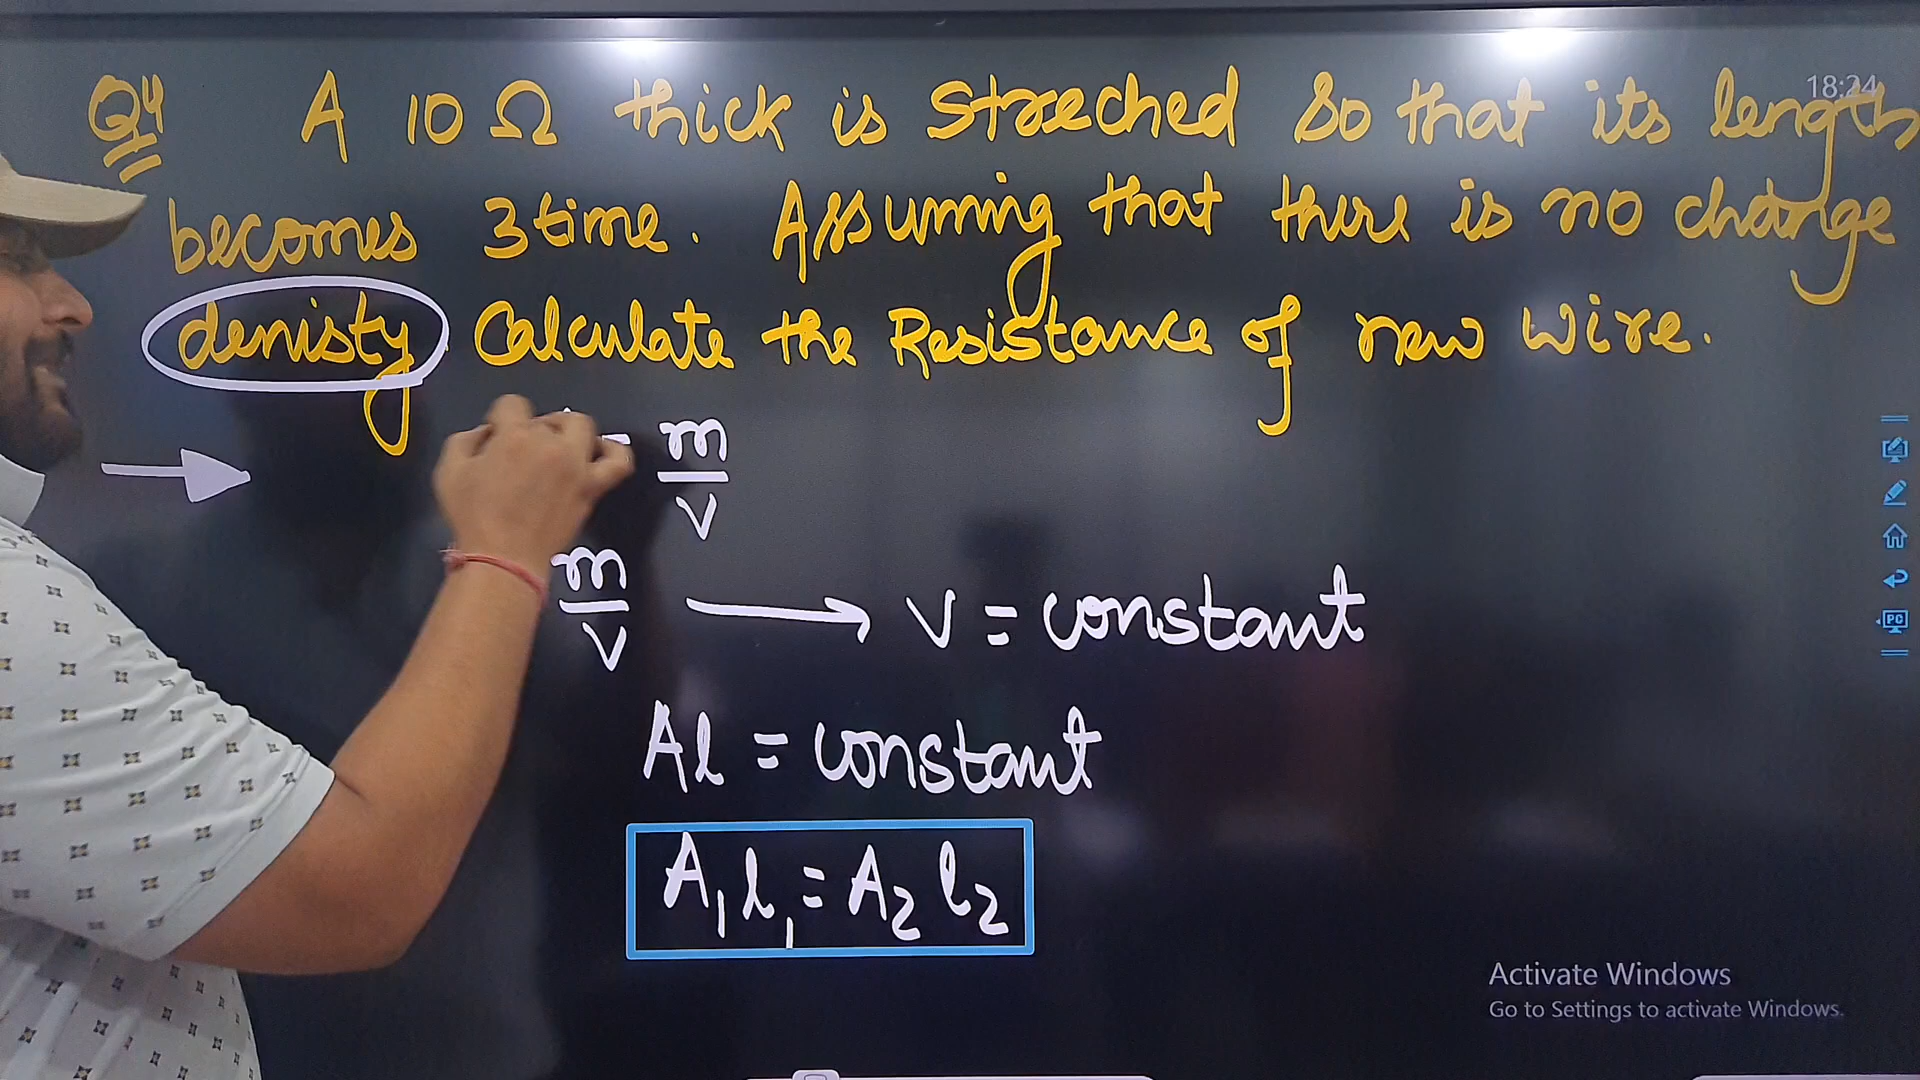 18:24
Q4 A 10 Ω thick is streched so that its length
becomes 3time. Assuming that there is no change
denisty Calculate the Resistance of new wire.
= m/v
m/v → v = constant
Al = constant
A₁l₁ = A₂l₂
PC
Activate Windows
Go to Settings to activate Windows.